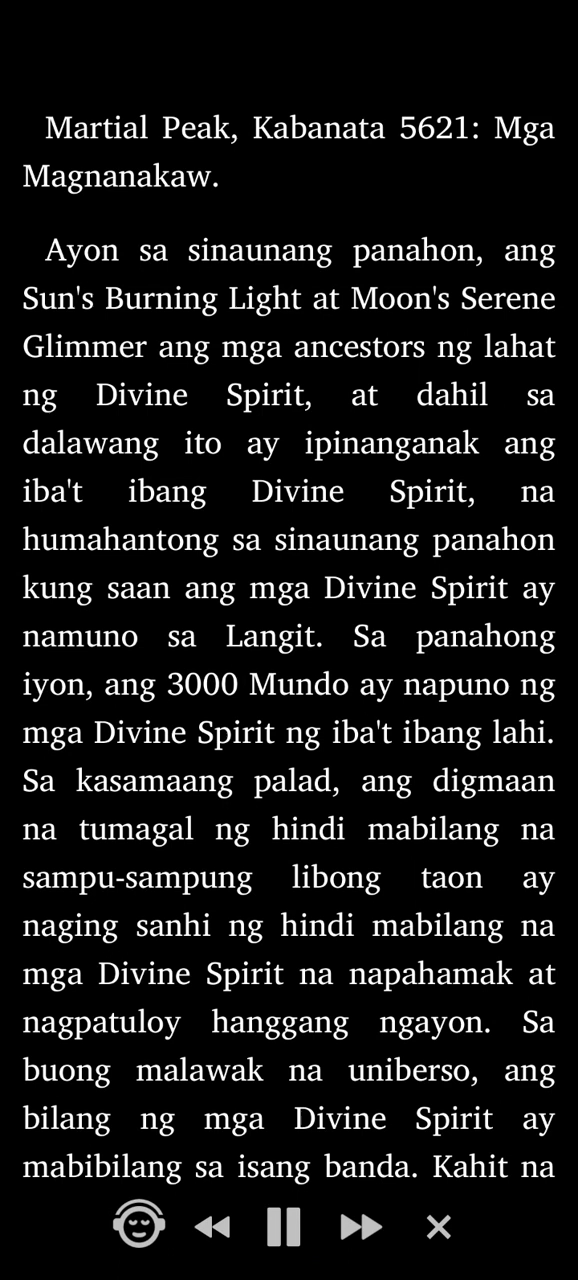 Martial Peak, Kabanata 5621: Mga
Magnanakaw.
Ayon sa sinaunang panahon, ang
Sun's Burning Light at Moon's Serene
Glimmer ang mga ancestors ng lahat
ng Divine Spirit, at dahil sa
dalawang ito ay ipinanganak ang
iba't ibang Divine Spirit, na
humahantong sa sinaunang panahon
kung saan ang mga Divine Spirit ay
namuno sa Langit. Sa panahong
iyon, ang 3000 Mundo ay napuno ng
mga Divine Spirit ng iba't ibang lahi.
Sa kasamaang palad, ang digmaan
na tumagal ng hindi mabilang na
sampu-sampung libong taon ay
naging sanhi ng hindi mabilang na
mga Divine Spirit na napahamak at
nagpatuloy hanggang ngayon. Sa
buong malawak na uniberso, ang
bilang ng mga Divine Spirit ay
mabibilang sa isang banda. Kahit na